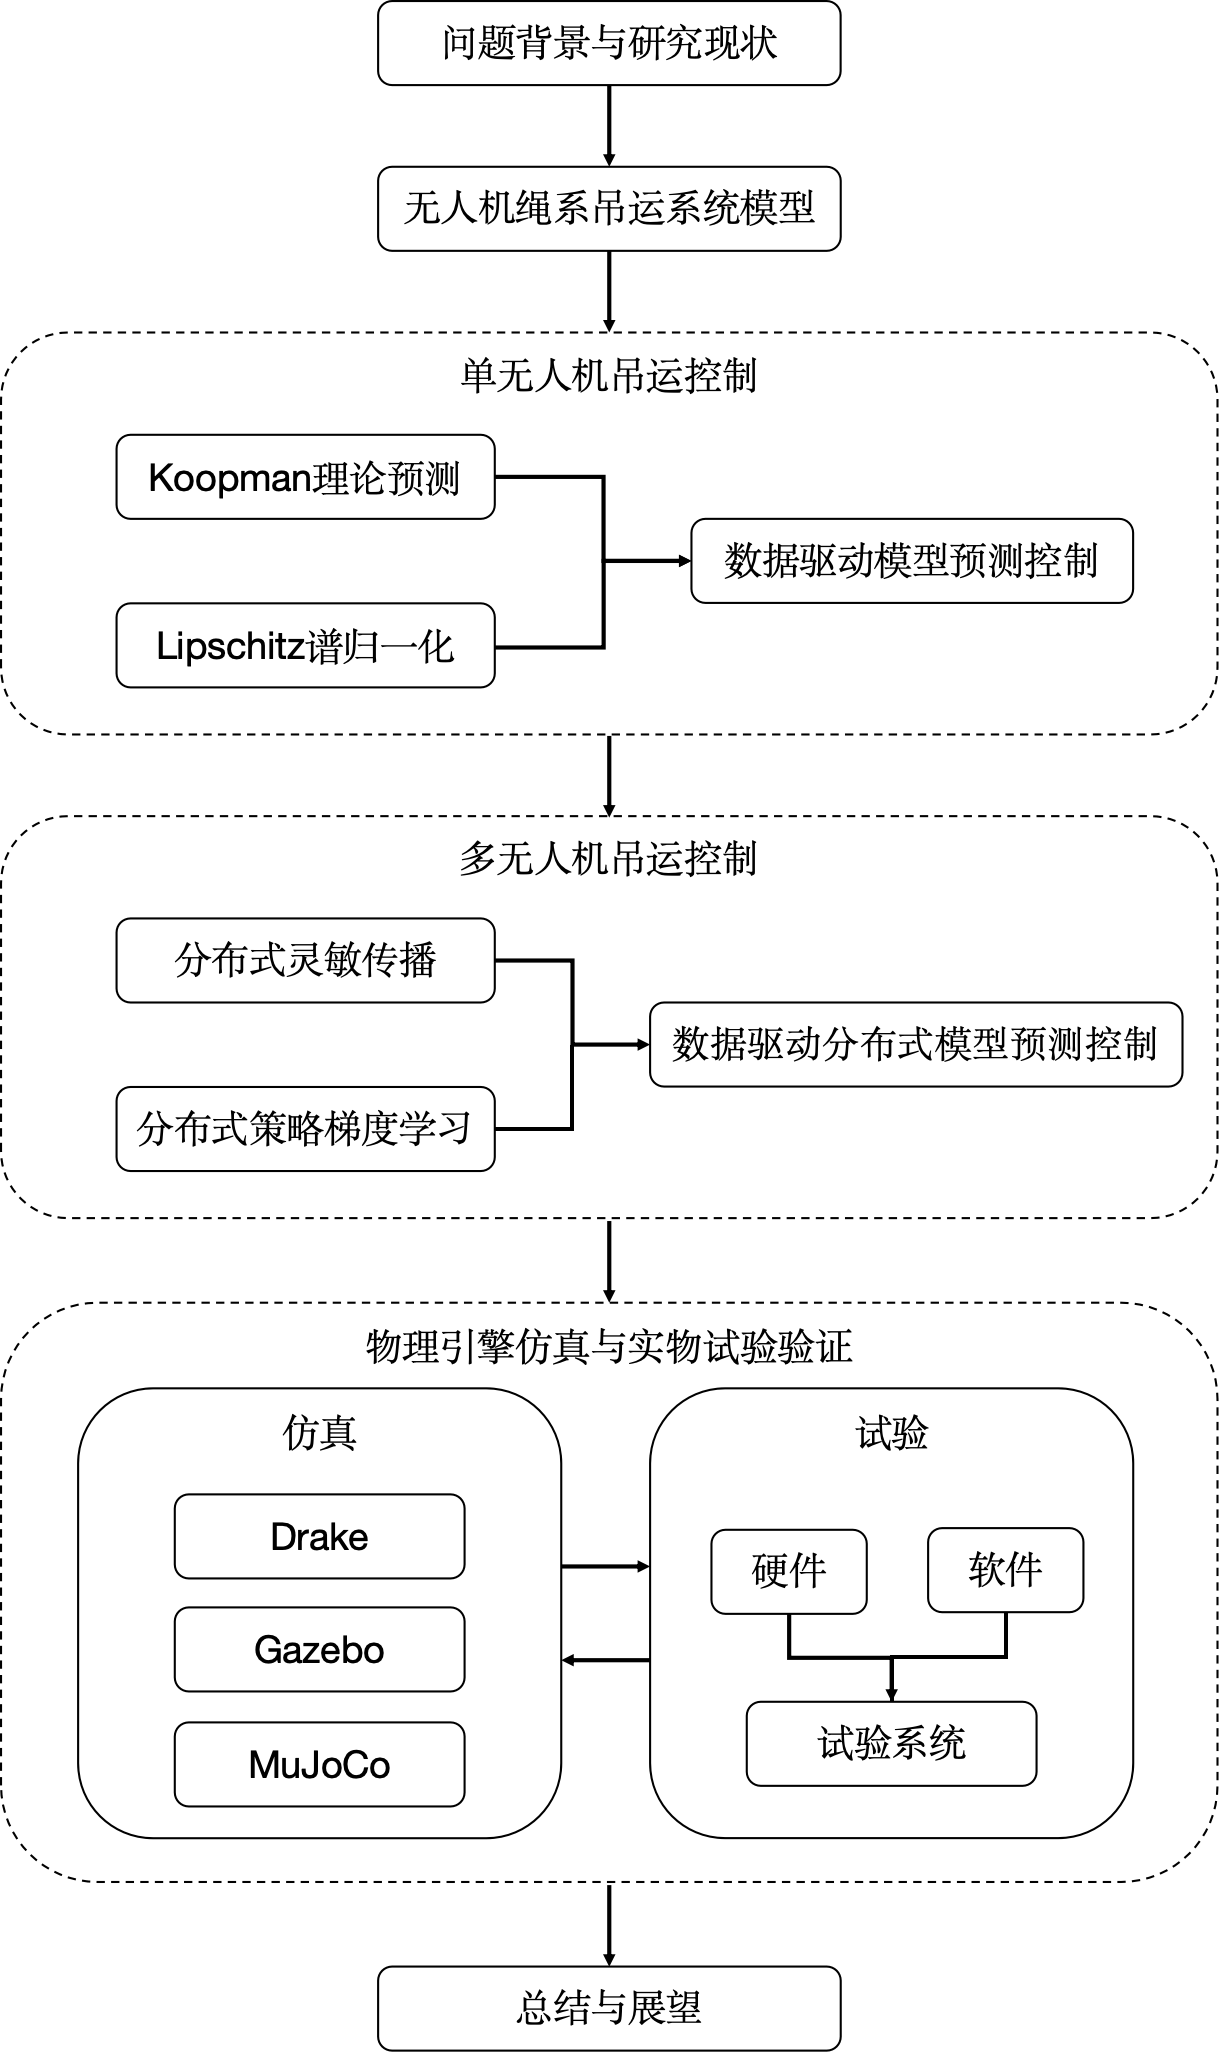 问题背景与研究现状
无人机绳系吊运系统模型
单无人机吊运控制
Koopman理论预测
数据驱动模型预测控制
Lipschitz谱归一化
多无人机吊运控制
分布式灵敏传播
数据驱动分布式模型预测控制
分布式策略梯度学习
物理引擎仿真与实物试验验证
仿真
Drake
Gazebo
MuJoCo
试验
硬件
软件
试验系统
总结与展望